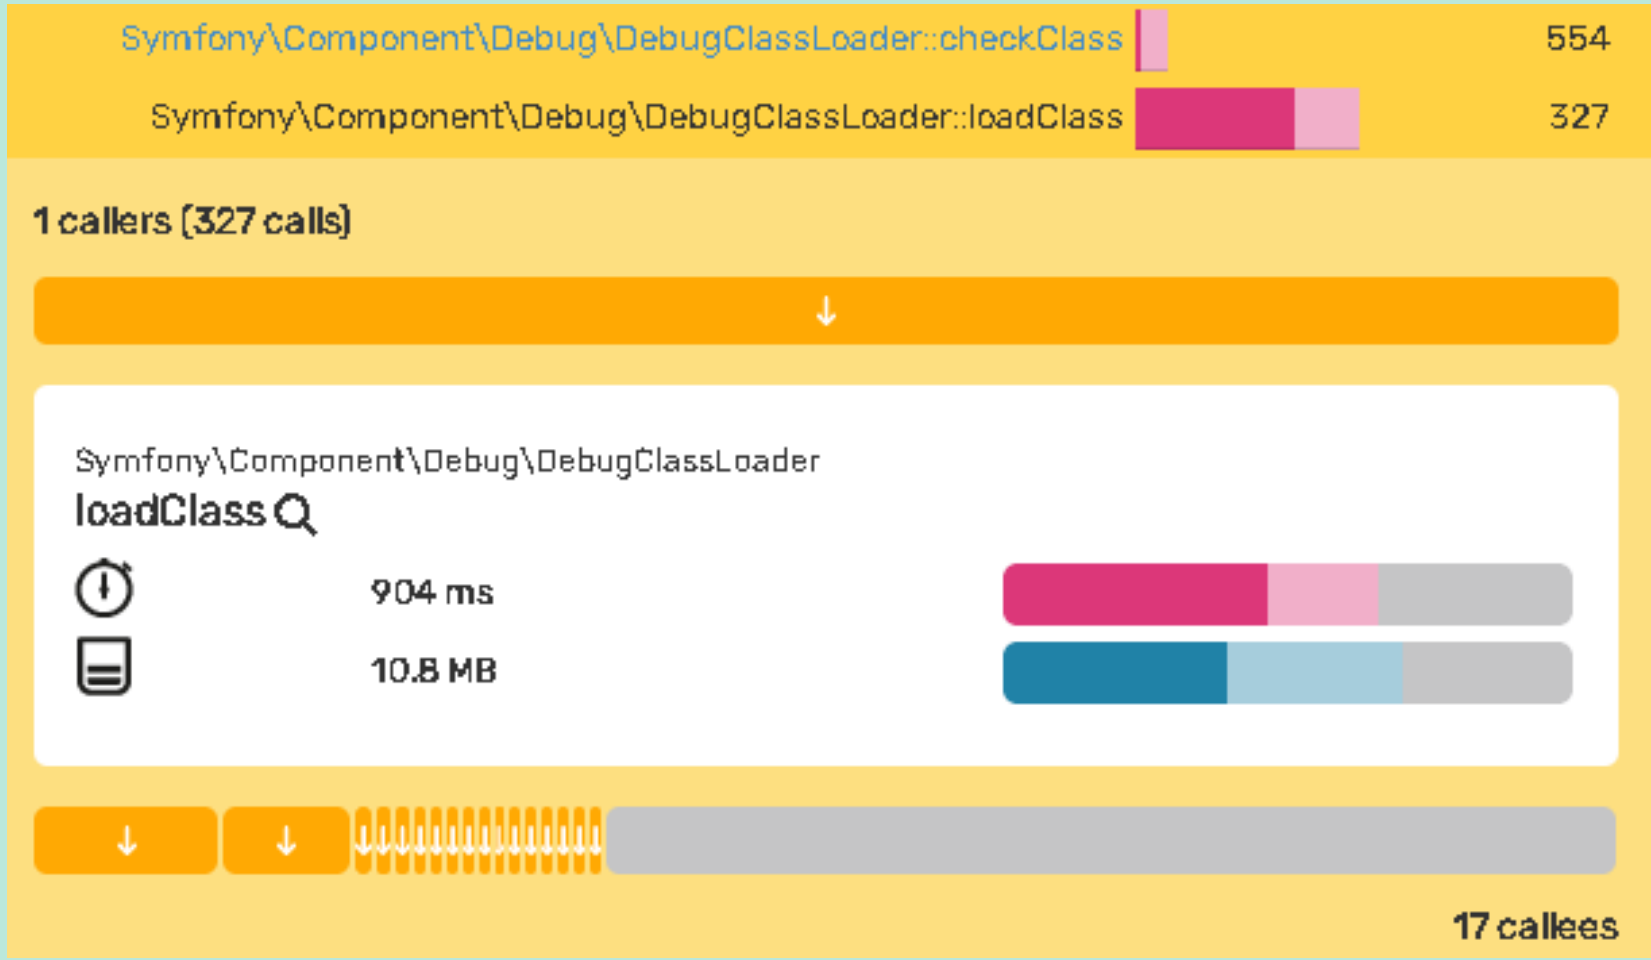 Symfony\Component\Debug\DebugClassLoader::checkClass 554
Symfony\Component\Debug\DebugClassLoader::loadClass 327
1 callers (327 calls)
Symfony\Component\Debug\DebugClassLoader
loadClass
904 ms
10.8 MB
17 callees